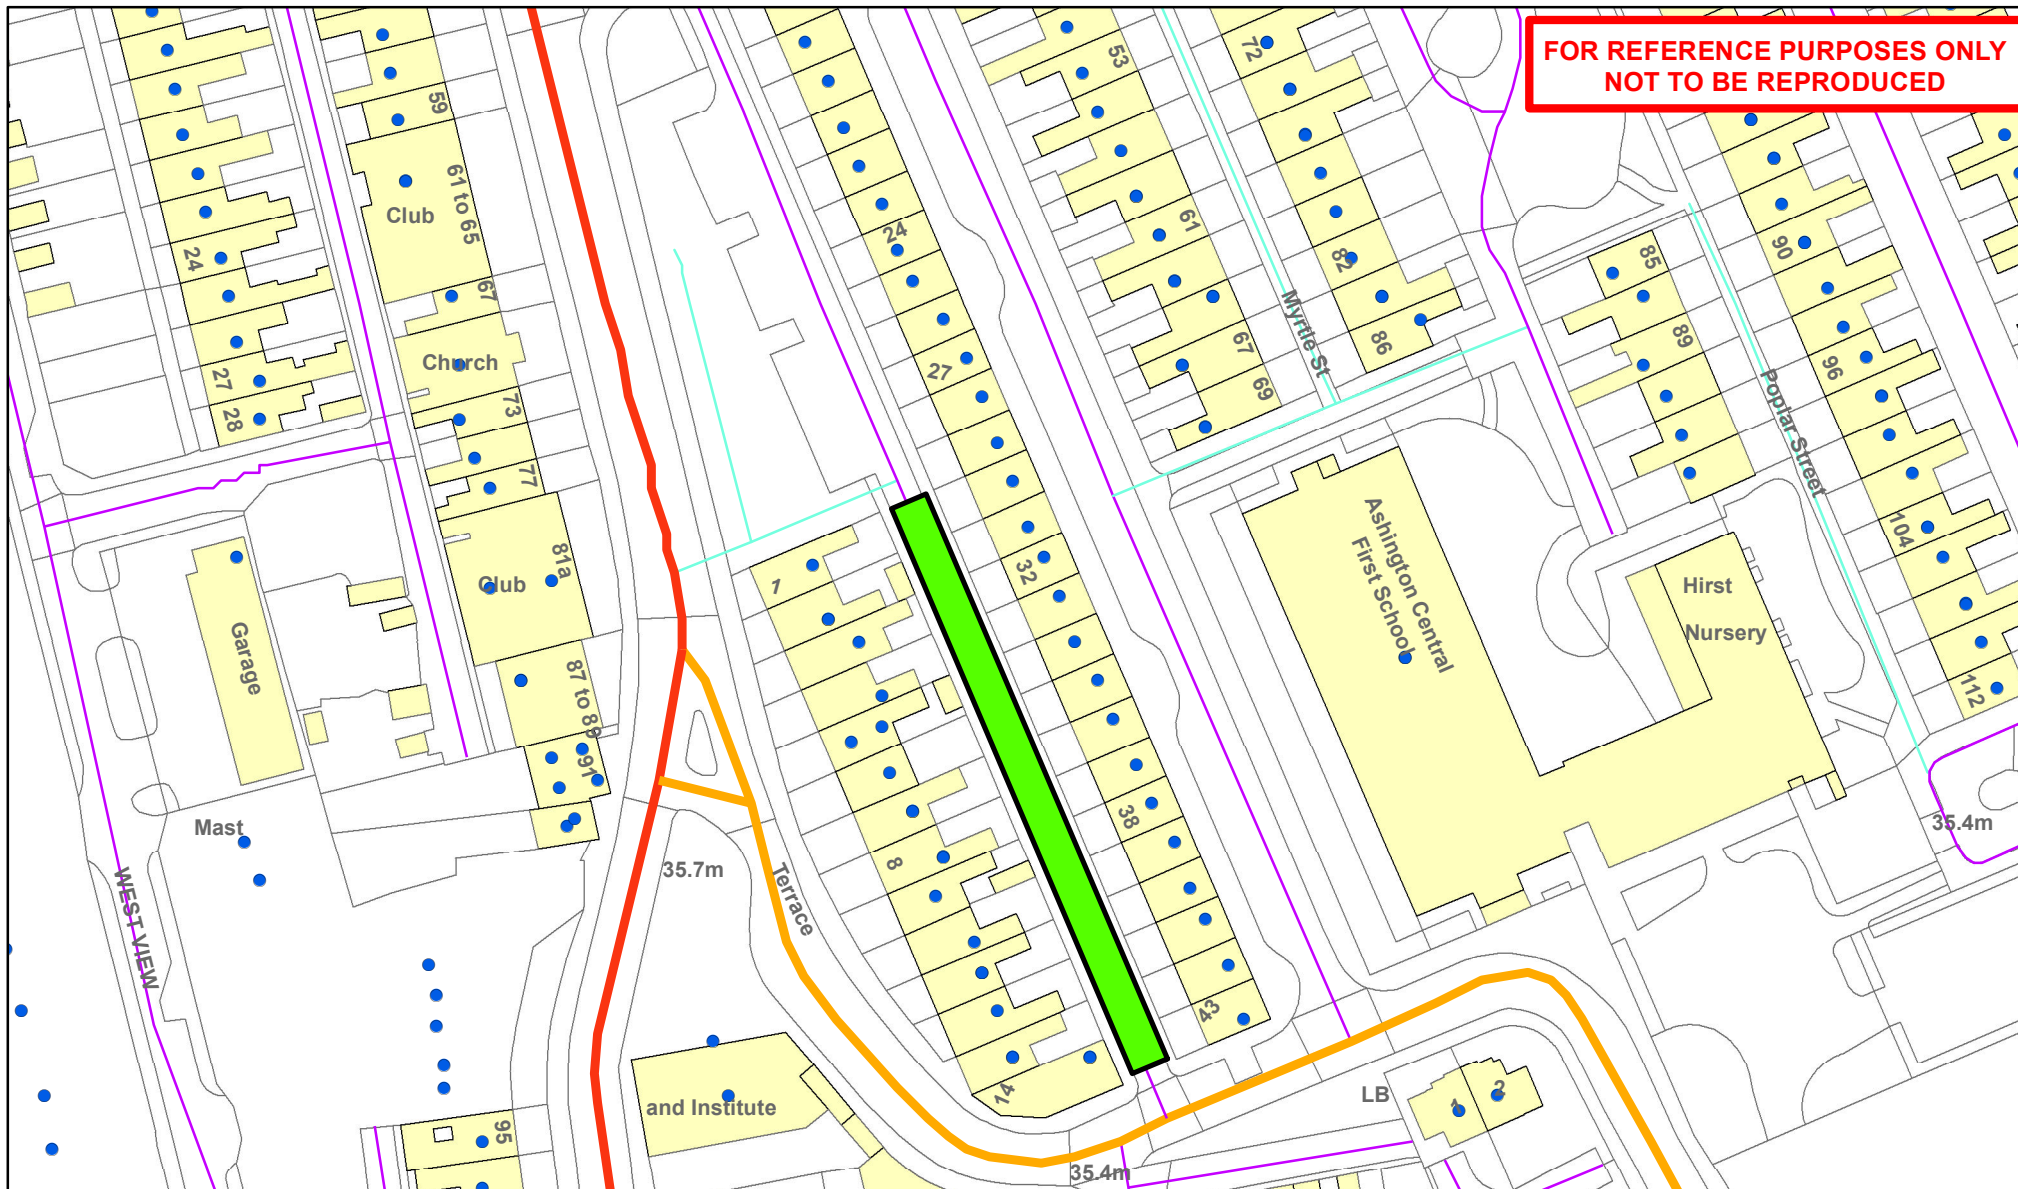 FOR REFERENCE PURPOSES ONLY
NOT TO BE REPRODUCED
53
72
59
61 to 65
Club
24
24
61
82
85
90
67
Church
27
28
73
77
27
67
69
Myrtle St
86
89
96
Poplar Street
104
112
81a
Club
Garage
87 to 89
91
1
32
38
8
43
14
Ashington Central
First School
Hirst
Nursery
Mast
WEST VIEW
35.7m
Terrace
35.4m
and Institute
95
LB
1
2
35.4m